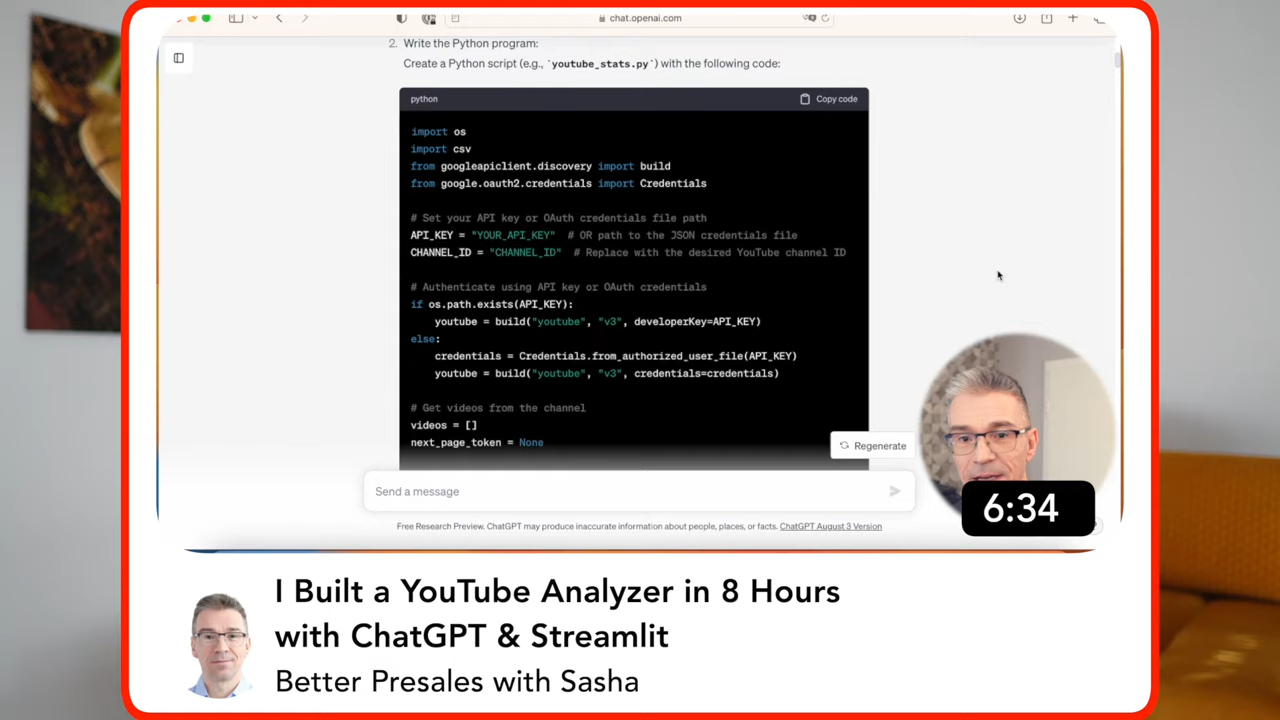 chat.openai.com
2. Write the Python program:
Create a Python script (e.g., `youtube_stats.py`) with the following code:
python
Copy code
import os
import csv
from googleapiclient.discovery import build
from google.oauth2.credentials import Credentials
# Set your API key or OAuth credentials file path
API_KEY = "YOUR_API_KEY"  # OR path to the JSON credentials file
CHANNEL_ID = "CHANNEL_ID"  # Replace with the desired YouTube channel ID
# Authenticate using API key or OAuth credentials
if os.path.exists(API_KEY):
    youtube = build("youtube", "v3", developerKey=API_KEY)
else:
    credentials = Credentials.from_authorized_user_file(API_KEY)
    youtube = build("youtube", "v3", credentials=credentials)
# Get videos from the channel
videos = []
next_page_token = None
Regenerate
Send a message
Free Research Preview. ChatGPT may produce inaccurate information about people, places, or facts. ChatGPT August 3 Version
6:34
I Built a YouTube Analyzer in 8 Hours
with ChatGPT & Streamlit
Better Presales with Sasha